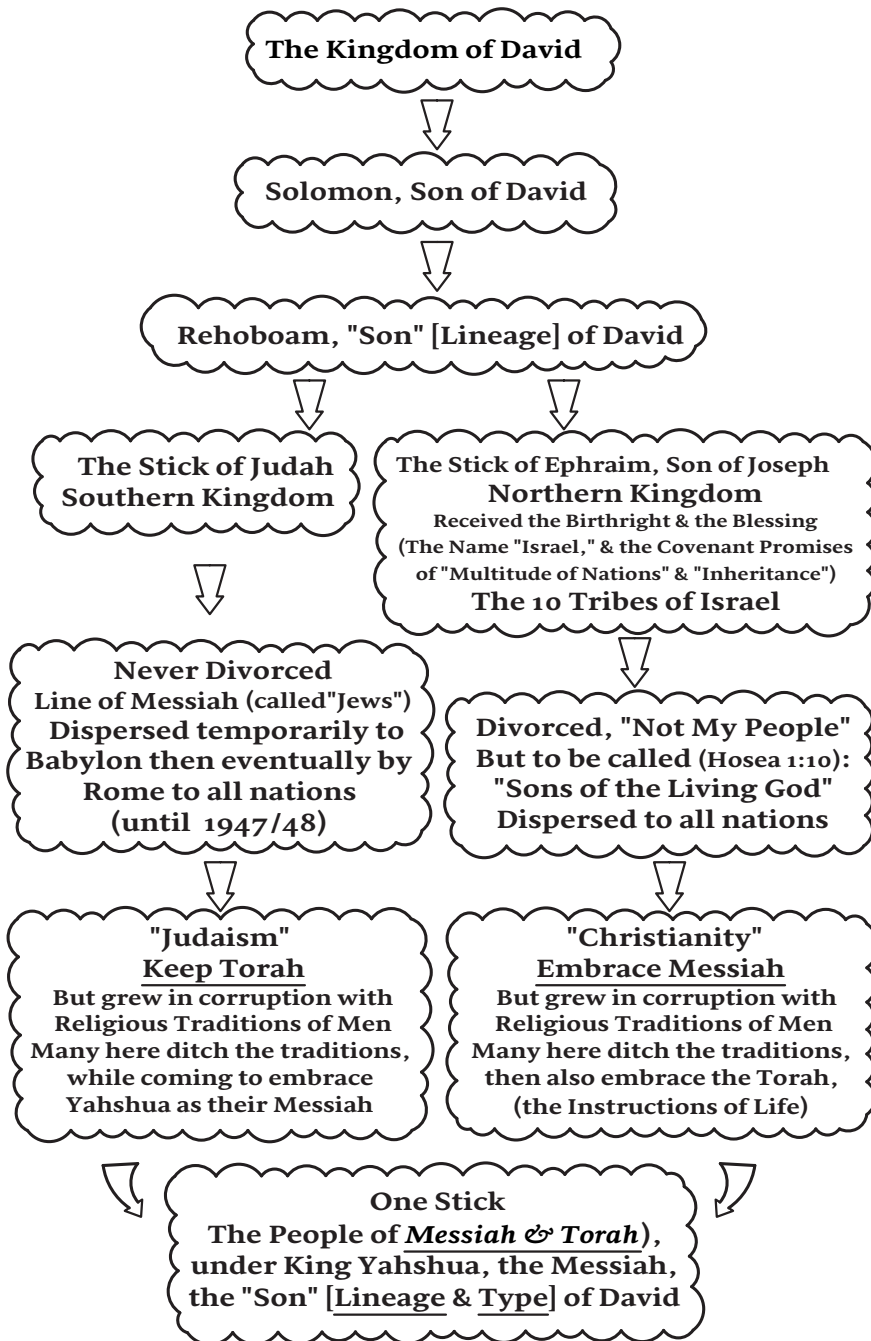 The Kingdom of David
Solomon, Son of David
Rehoboam, "Son" [Lineage] of David
The Stick of Judah
Southern Kingdom
The Stick of Ephraim, Son of Joseph
Northern Kingdom
Received the Birthright & the Blessing
(The Name "Israel," & the Covenant Promises
of "Multitude of Nations" & "Inheritance")
The 10 Tribes of Israel
Never Divorced
Line of Messiah (called"Jews")
Dispersed temporarily to
Babylon then eventually by
Rome to all nations
(until 1947/48)
Divorced, "Not My People"
But to be called (Hosea 1:10):
"Sons of the Living God"
Dispersed to all nations
"Judaism"
Keep Torah
But grew in corruption with
Religious Traditions of Men
Many here ditch the traditions,
while coming to embrace
Yahshua as their Messiah
"Christianity"
Embrace Messiah
But grew in corruption with
Religious Traditions of Men
Many here ditch the traditions,
then also embrace the Torah,
(the Instructions of Life)
One Stick
The People of Messiah & Torah),
under King Yahshua, the Messiah,
the "Son" [Lineage & Type] of David